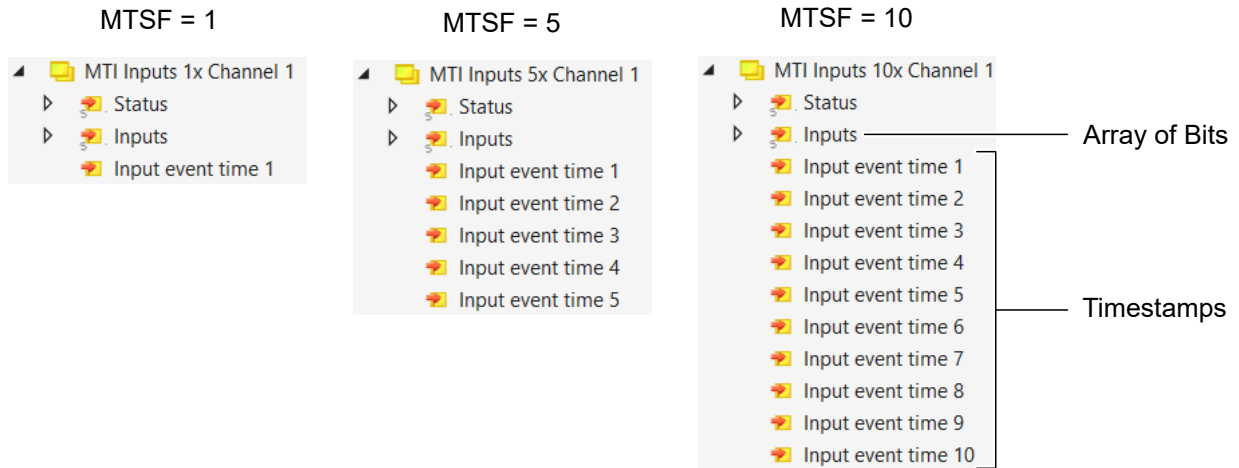 MTSF = 1
MTI Inputs 1x Channel 1
Status
Inputs
Input event time 1
MTSF = 5
MTI Inputs 5x Channel 1
Status
Inputs
Input event time 1
Input event time 2
Input event time 3
Input event time 4
Input event time 5
MTSF = 10
MTI Inputs 10x Channel 1
Status
Inputs
Input event time 1
Input event time 2
Input event time 3
Input event time 4
Input event time 5
Input event time 6
Input event time 7
Input event time 8
Input event time 9
Input event time 10
Array of Bits
Timestamps